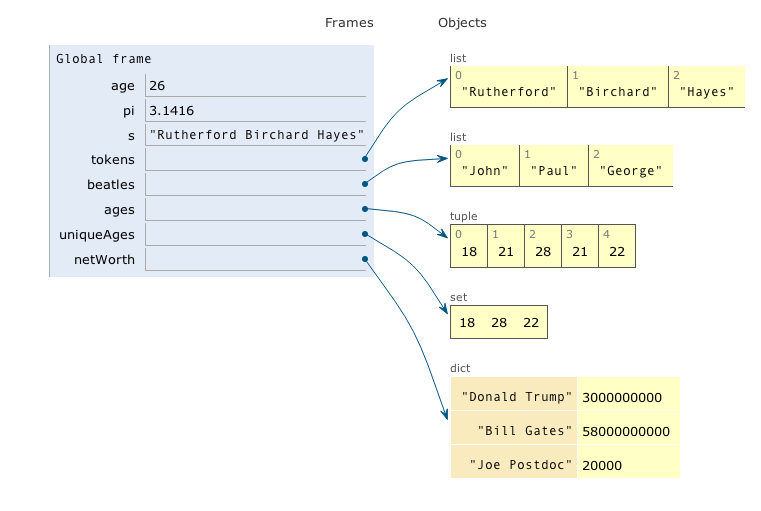 Frames Objects
Global frame
age 26
pi 3.1416
s "Rutherford Birchard Hayes"
tokens
beatles
ages
uniqueAges
netWorth
list
0 1 2
"Rutherford" "Birchard" "Hayes"
list
0 1 2
"John" "Paul" "George"
tuple
0 1 2 3 4
18 21 28 21 22
set
18 28 22
dict
"Donald Trump" 3000000000
"Bill Gates" 58000000000
"Joe Postdoc" 20000